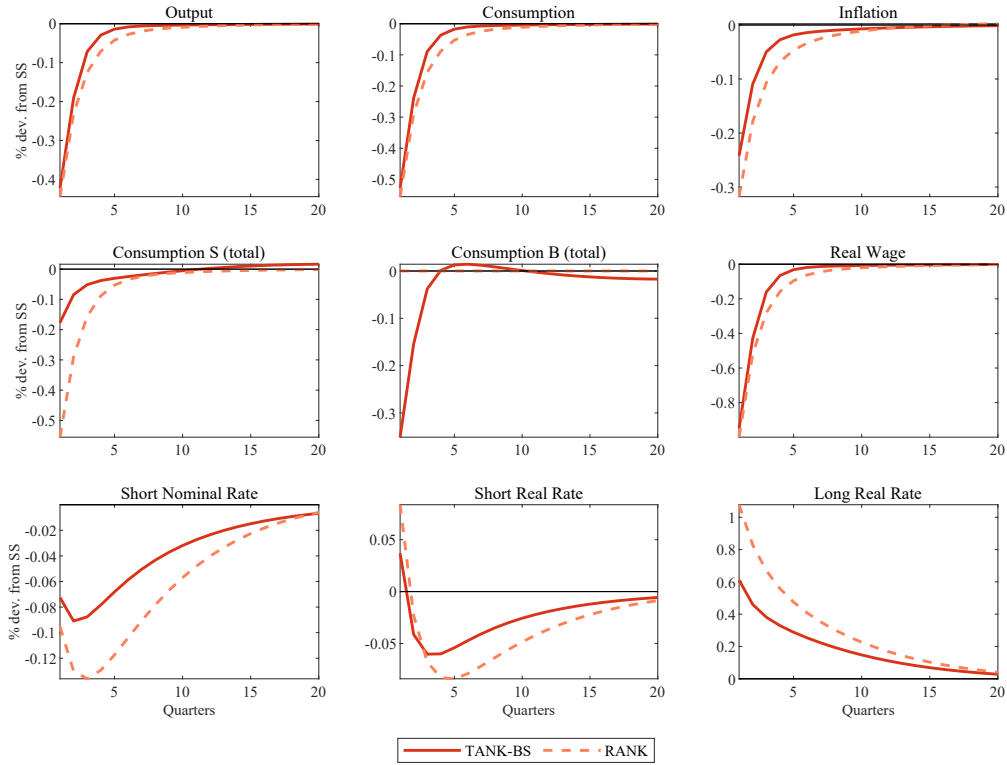 Output Consumption Inflation
% dev. from SS
0 -0.1 -0.2 -0.3 -0.4
5 10 15 20
0 -0.1 -0.2 -0.3 -0.4 -0.5
5 10 15 20
0 -0.1 -0.2 -0.3
5 10 15 20
Consumption S (total) Consumption B (total) Real Wage
% dev. from SS
0 -0.1 -0.2 -0.3 -0.4 -0.5
5 10 15 20
0 -0.1 -0.2 -0.3
5 10 15 20
0 -0.2 -0.4 -0.6 -0.8
5 10 15 20
Short Nominal Rate Short Real Rate Long Real Rate
% dev. from SS
-0.02 -0.04 -0.06 -0.08 -0.1 -0.12
5 10 15 20
Quarters
0.05 0 -0.05
5 10 15 20
Quarters
1 0.8 0.6 0.4 0.2 0
5 10 15 20
Quarters
TANK-BS RANK